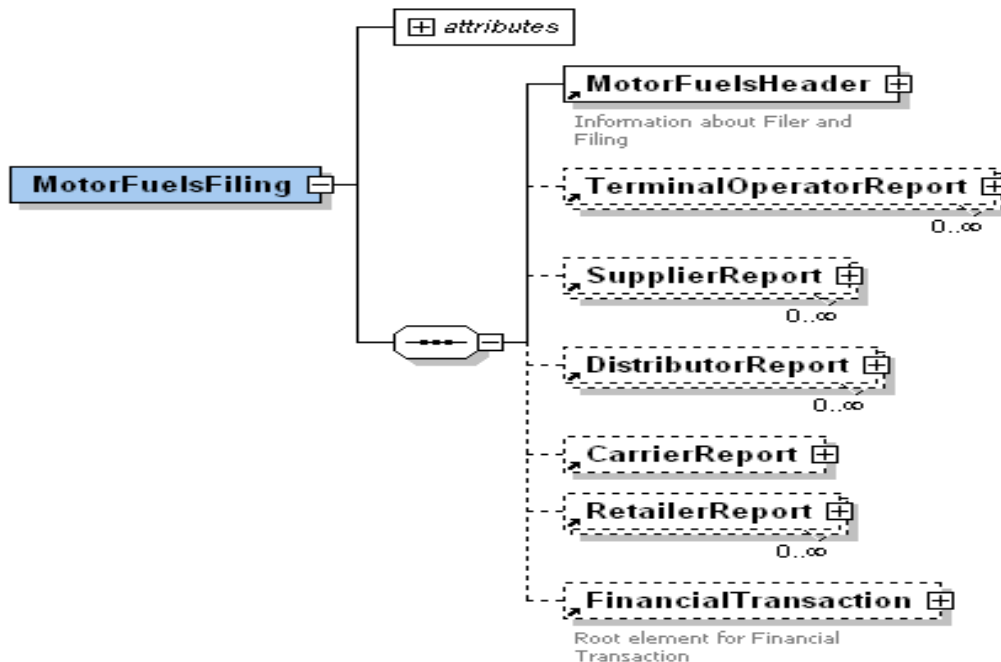 attributes
MotorFuelsHeader
Information about Filer and
Filing
MotorFuelsFiling
TerminalOperatorReport
0..∞
SupplierReport
0..∞
DistributorReport
0..∞
CarrierReport
RetailerReport
0..∞
FinancialTransaction
Root element for Financial
Transaction